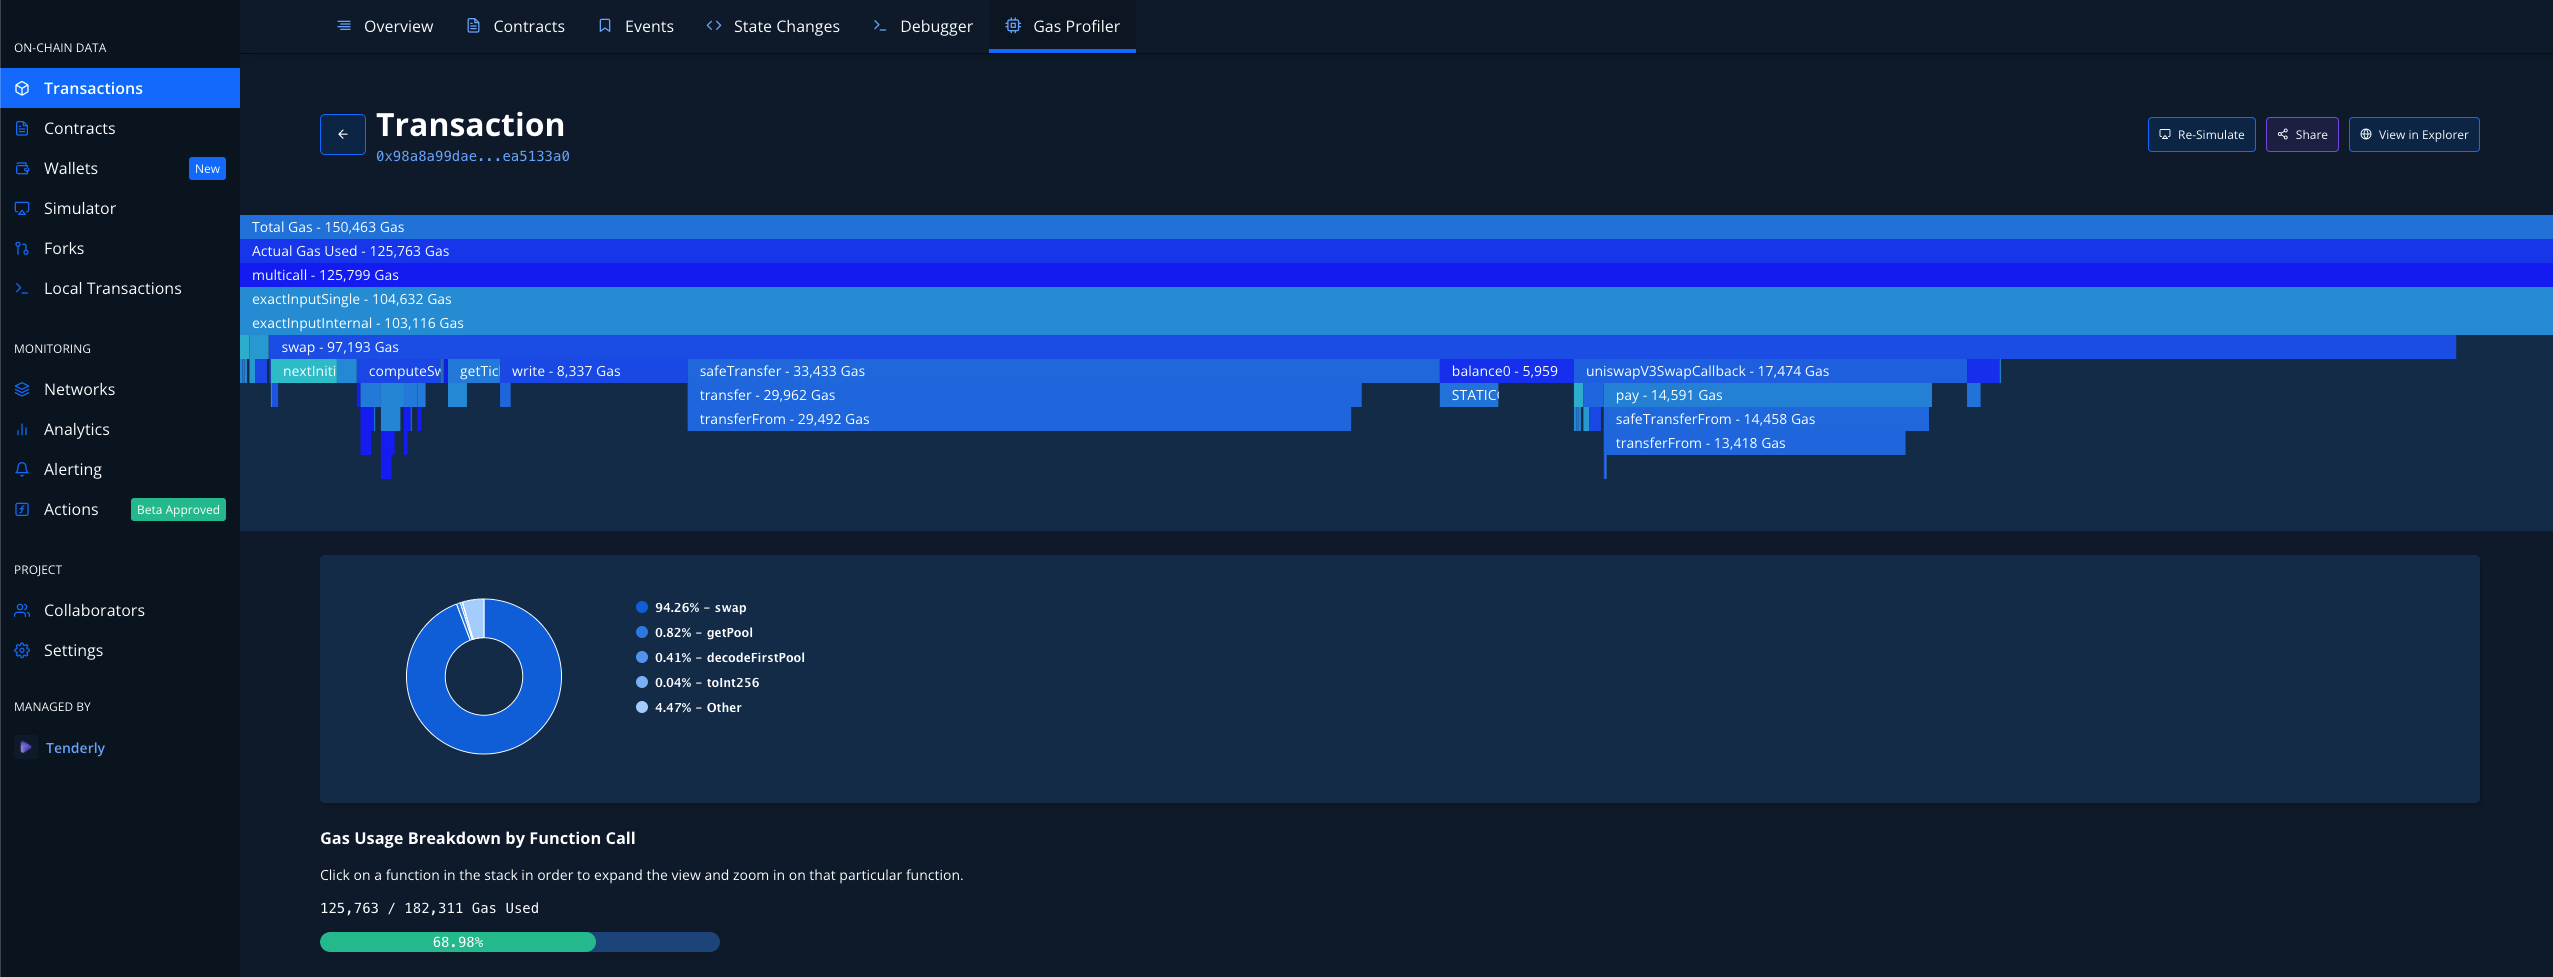 Overview
Contracts
Events
State Changes
Debugger
Gas Profiler
ON-CHAIN DATA
Transactions
Contracts
Wallets
New
Simulator
Forks
Local Transactions
MONITORING
Networks
Analytics
Alerting
Actions
Beta Approved
PROJECT
Collaborators
Settings
MANAGED BY
Tenderly
Transaction
0x98a8a99dae...ea5133a0
Re-Simulate
Share
View in Explorer
Total Gas - 150,463 Gas
Actual Gas Used - 125,763 Gas
multicall - 125,799 Gas
exactInputSingle - 104,632 Gas
exactInputInternal - 103,116 Gas
swap - 97,193 Gas
nextIniti
computeSw
getTic
write - 8,337 Gas
safeTransfer - 33,433 Gas
balance0 - 5,959
uniswapV3SwapCallback - 17,474 Gas
transfer - 29,962 Gas
STATIC
pay - 14,591 Gas
transferFrom - 29,492 Gas
safeTransferFrom - 14,458 Gas
transferFrom - 13,418 Gas
94.26% – swap
0.82% – getPool
0.41% – decodeFirstPool
0.04% – toInt256
4.47% – Other
Gas Usage Breakdown by Function Call
Click on a function in the stack in order to expand the view and zoom in on that particular function.
125,763 / 182,311 Gas Used
68.98%